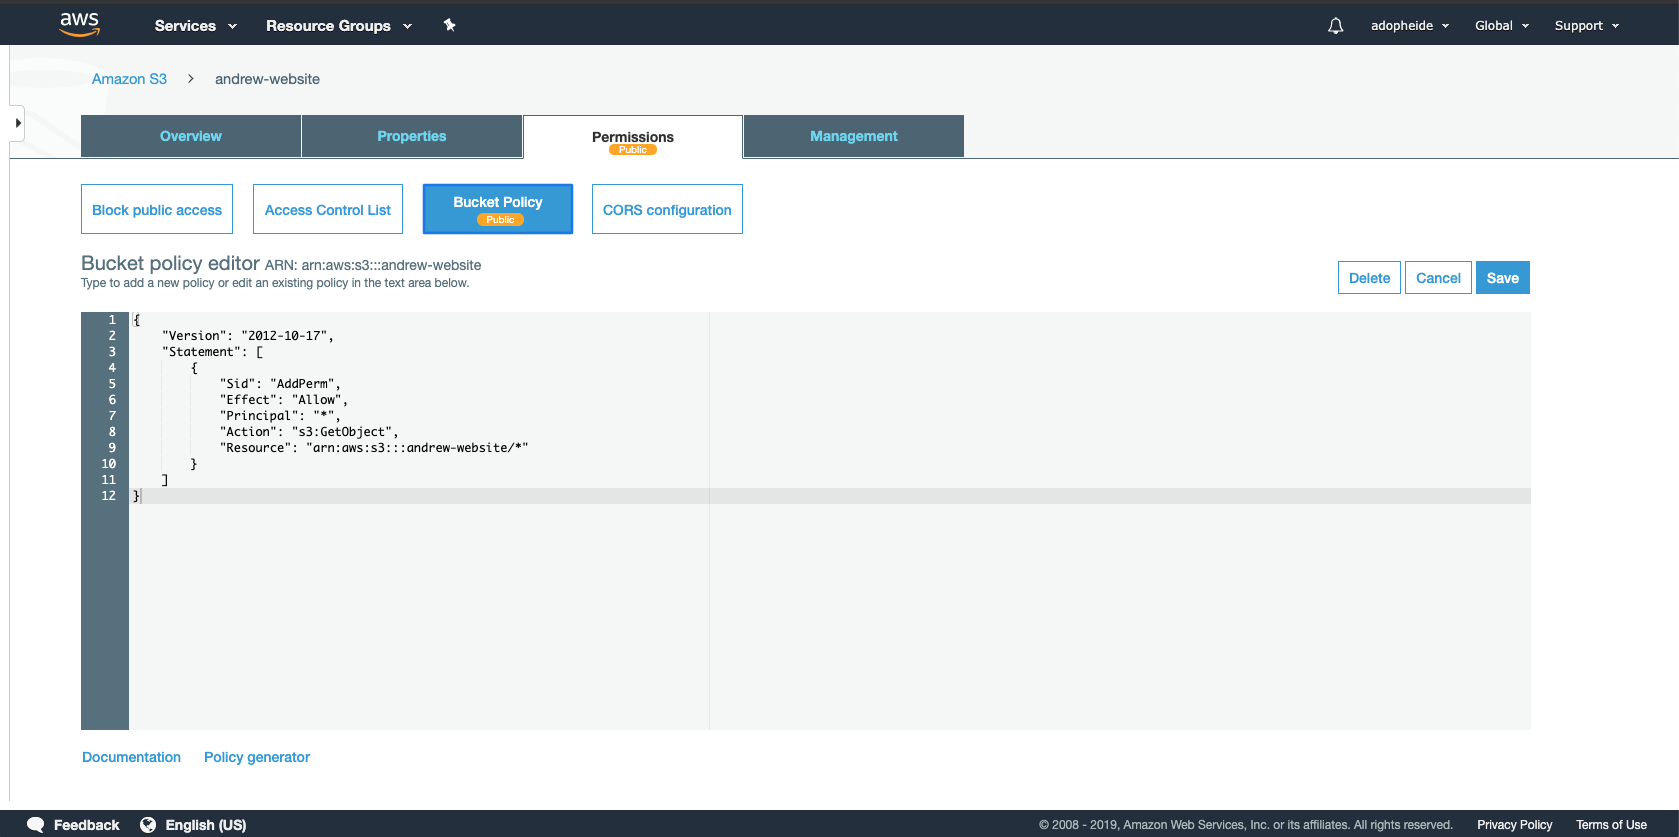 aws Services Resource Groups adopheide Global Support
Amazon S3 > andrew-website
Overview Properties Permissions Management
Public
Block public access Access Control List Bucket Policy CORS configuration
Public
Bucket policy editor ARN: arn:aws:s3:::andrew-website
Type to add a new policy or edit an existing policy in the text area below.
Delete Cancel Save
1 {
2 "Version": "2012-10-17",
3 "Statement": [
4 {
5 "Sid": "AddPerm",
6 "Effect": "Allow",
7 "Principal": "*",
8 "Action": "s3:GetObject",
9 "Resource": "arn:aws:s3:::andrew-website/*"
10 }
11 ]
12 }
Documentation Policy generator
Feedback English (US) © 2008 - 2019, Amazon Web Services, Inc. or its affiliates. All rights reserved. Privacy Policy Terms of Use